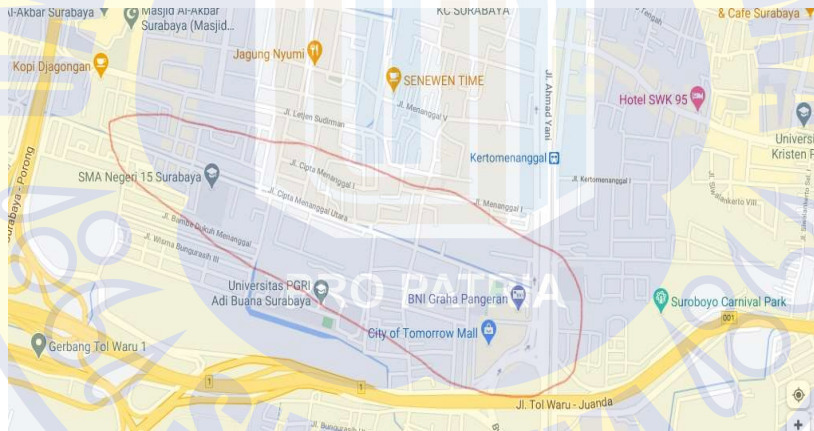 Al-Akbar Surabaya
Masjid Al-Akbar
Surabaya (Masjid...
KC SURABAYA
& Cafe Surabaya
Kopi Djagongan
Jagung Nyumi
SENEWEN TIME
Jl. Ahmad Yani
Hotel SWK 95
Jl. Letjen Sudirman
Jl. Menanggal V
Kertomenanggal
Universi
Kristen P
SMA Negeri 15 Surabaya
Jl. Cipta Menanggal I
Jl. Kertomenanggal I
Jl. Cipta Menanggal Utara
Jl. Menanggal I
Surabaya - Porong
Jl. Bambe Dukuh Menanggal
Jl. Wisma Bungurasih III
Universitas PGRI
Adi Buana Surabaya
PRO PATRIA
BNI Graha Pangeran
Suroboyo Carnival Park
City of Tomorrow Mall
001
Gerbang Tol Waru 1
1
1
Jl. Tol Waru - Juanda